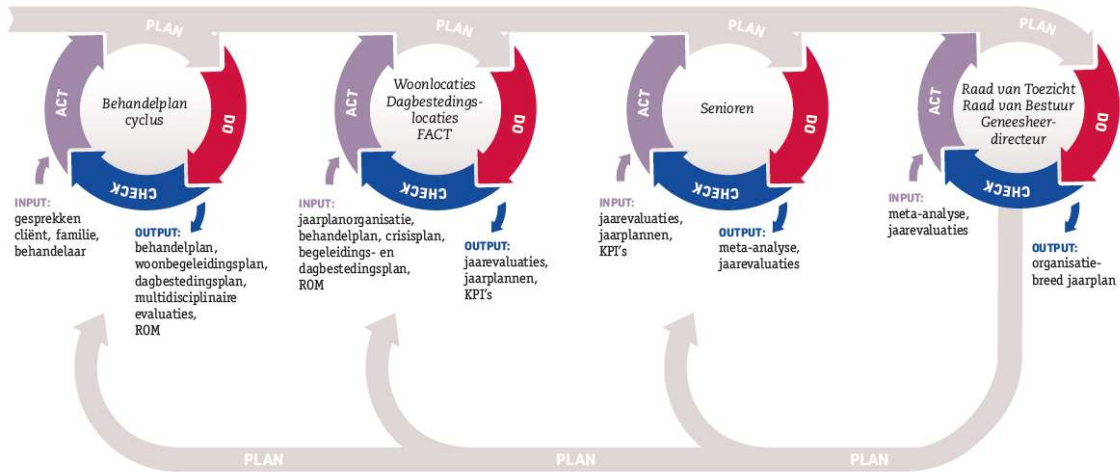 PLAN
ACT
DO
CHECK
Behandelplan
cyclus
INPUT:
gesprekken
cliënt, familie,
behandelaar
OUTPUT:
behandelplan,
woonbegeleidingsplan,
dagbestedingsplan,
multidisciplinaire
evaluaties,
ROM
PLAN
ACT
DO
CHECK
Woonlocaties
Dagbestedings-
locaties
FACT
INPUT:
jaarplanorganisatie,
behandelplan, crisisplan,
begeleidings- en
dagbestedingsplan,
ROM
OUTPUT:
jaarevaluaties,
jaarplannen,
KPI's
PLAN
ACT
DO
CHECK
Senioren
INPUT:
jaarevaluaties,
jaarplannen,
KPI's
OUTPUT:
meta-analyse,
jaarevaluaties
PLAN
ACT
DO
CHECK
Raad van Toezicht
Raad van Bestuur
Geneesheer-
directeur
INPUT:
meta-analyse,
jaarevaluaties
OUTPUT:
organisatie-
breed jaarplan
PLAN
PLAN
PLAN